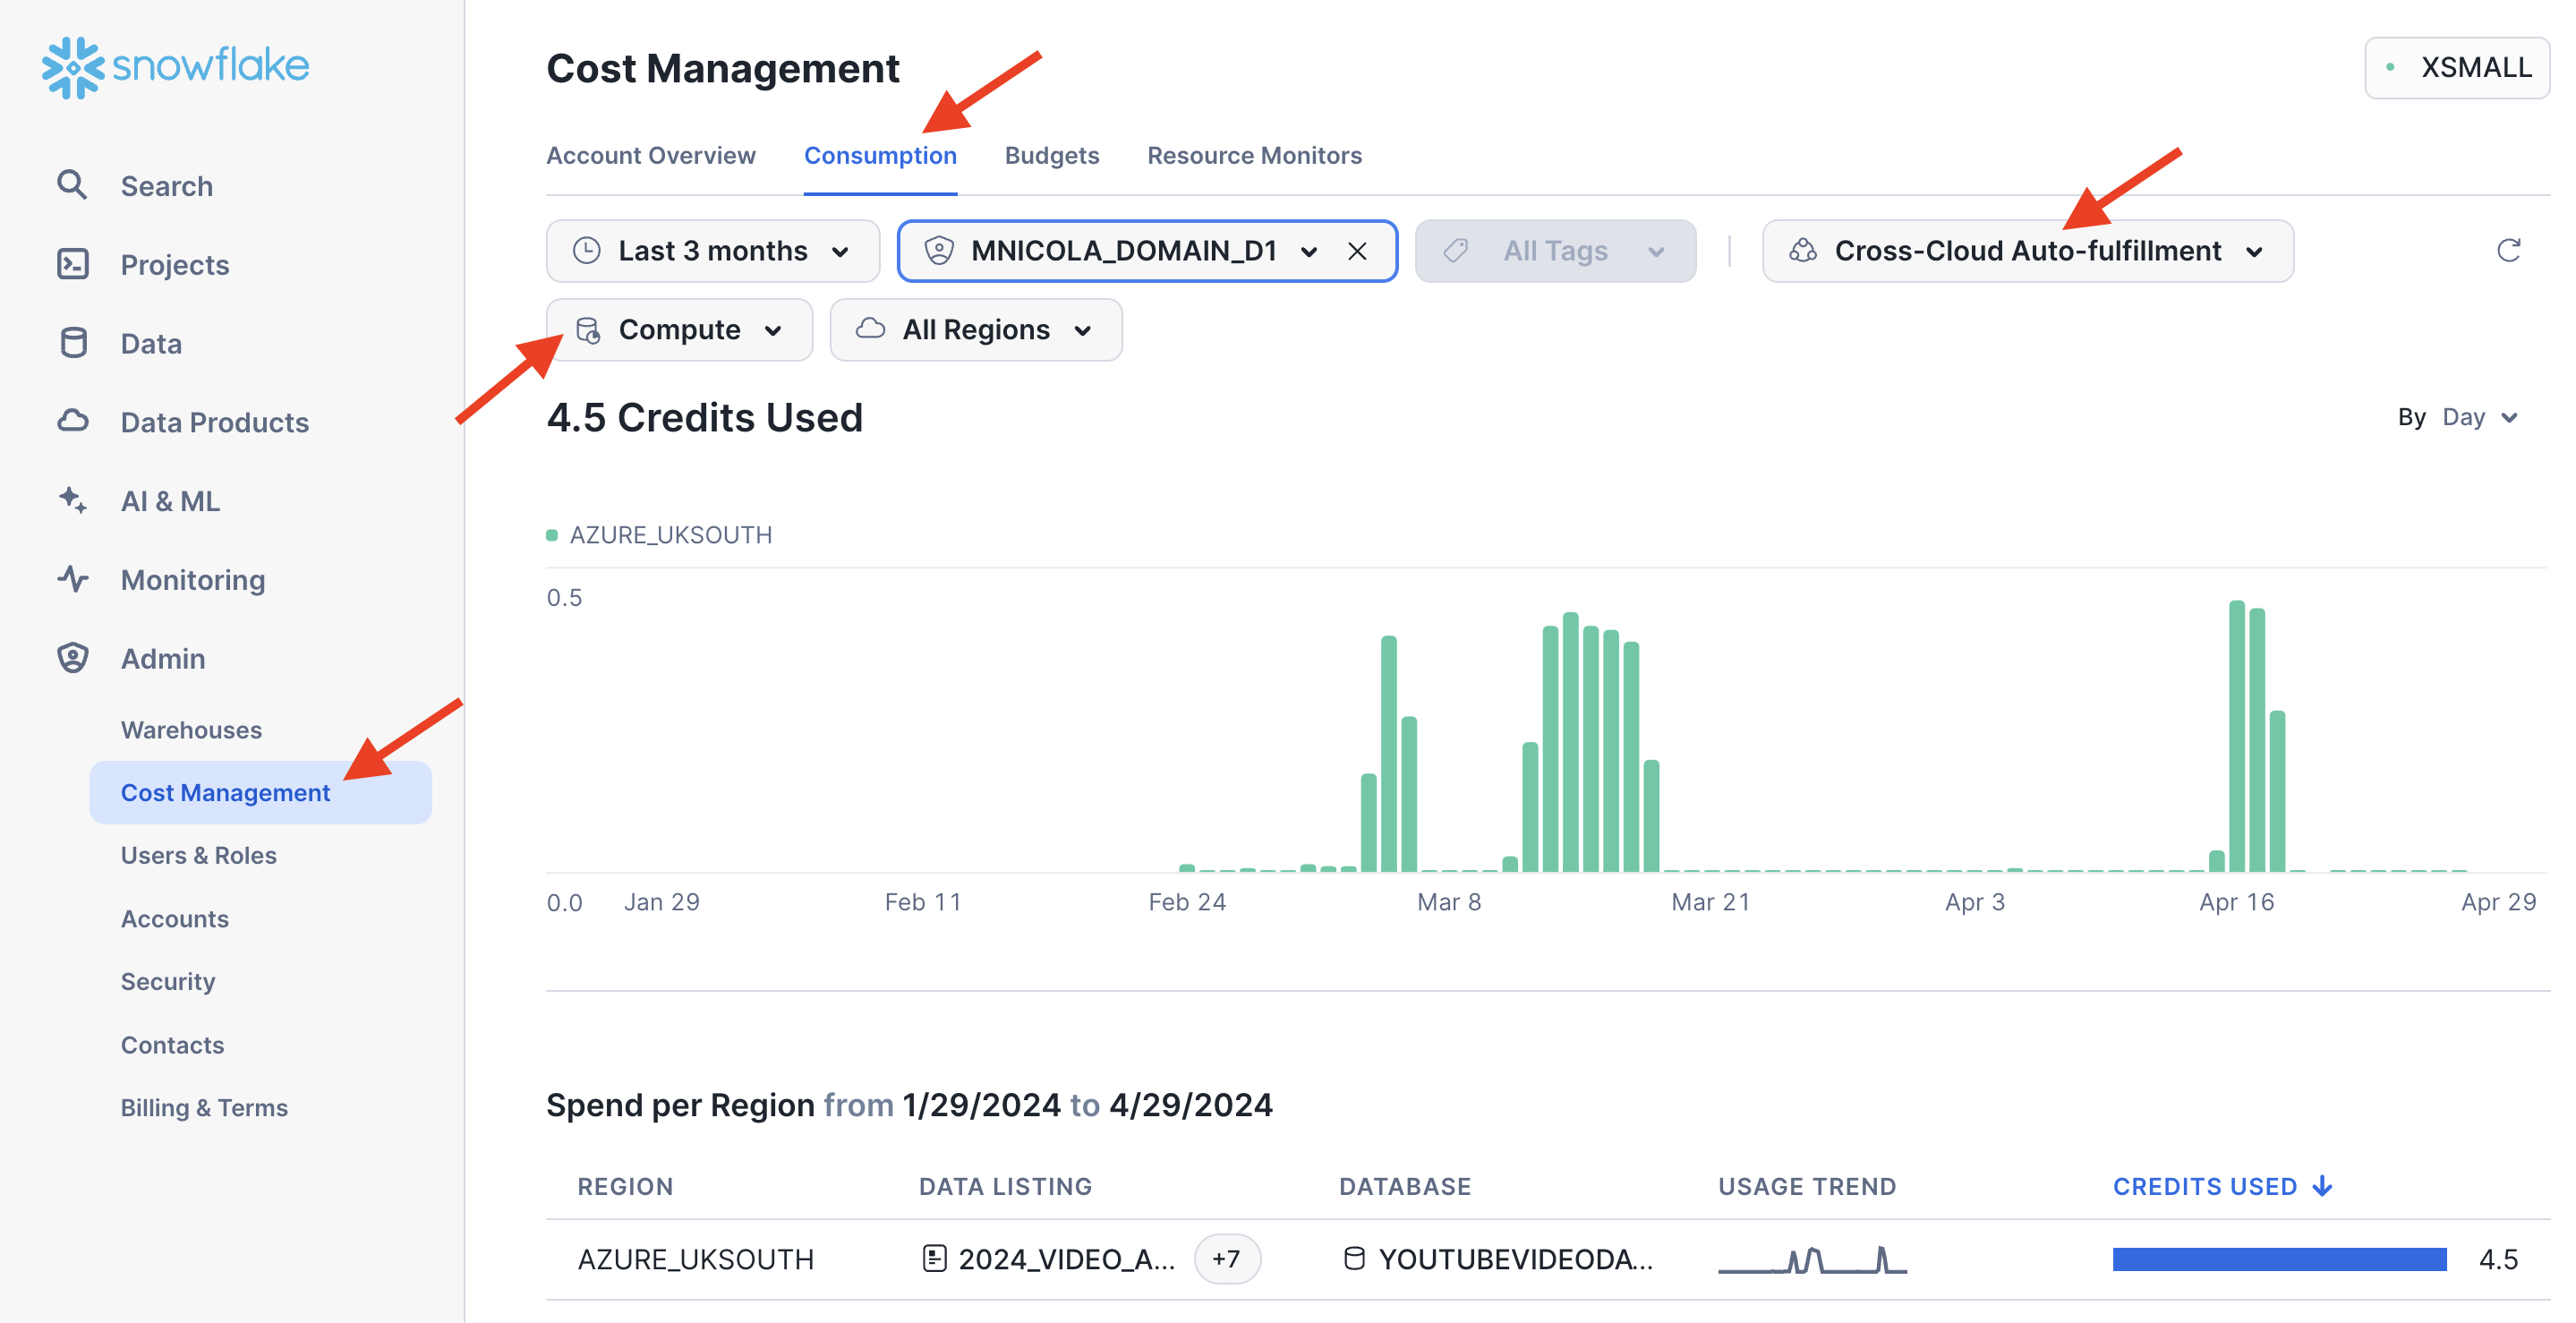 snowflake
Search
Projects
Data
Data Products
AI & ML
Monitoring
Admin
Warehouses
Cost Management
Users & Roles
Accounts
Security
Contacts
Billing & Terms
Cost Management
XSMALL
Account Overview Consumption Budgets Resource Monitors
Last 3 months MNICOLA_DOMAIN_D1 All Tags Cross-Cloud Auto-fulfillment
Compute All Regions
4.5 Credits Used
By Day
AZURE_UKSOUTH
0.5
0.0 Jan 29 Feb 11 Feb 24 Mar 8 Mar 21 Apr 3 Apr 16 Apr 29
Spend per Region from 1/29/2024 to 4/29/2024
REGION DATA LISTING DATABASE USAGE TREND CREDITS USED
AZURE_UKSOUTH 2024_VIDEO_A... +7 YOUTUBEVIDEODA... 4.5